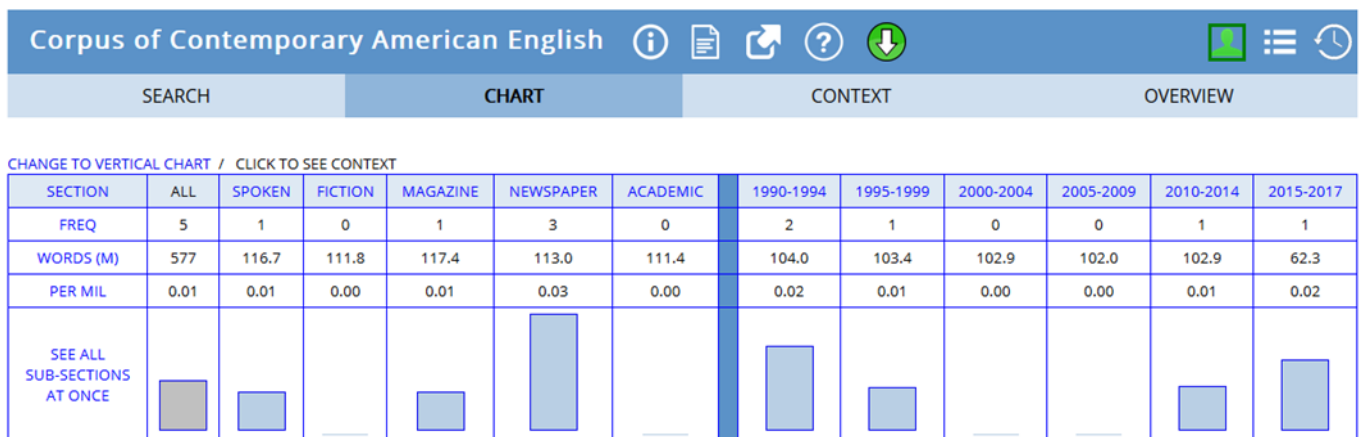 Corpus of Contemporary American English
SEARCH CHART CONTEXT OVERVIEW
CHANGE TO VERTICAL CHART / CLICK TO SEE CONTEXT
SECTION ALL SPOKEN FICTION MAGAZINE NEWSPAPER ACADEMIC 1990-1994 1995-1999 2000-2004 2005-2009 2010-2014 2015-2017
FREQ 5 1 0 1 3 0 2 1 0 0 1 1
WORDS (M) 577 116.7 111.8 117.4 113.0 111.4 104.0 103.4 102.9 102.0 102.9 62.3
PER MIL 0.01 0.01 0.00 0.01 0.03 0.00 0.02 0.01 0.00 0.00 0.01 0.02
SEE ALL
SUB-SECTIONS
AT ONCE